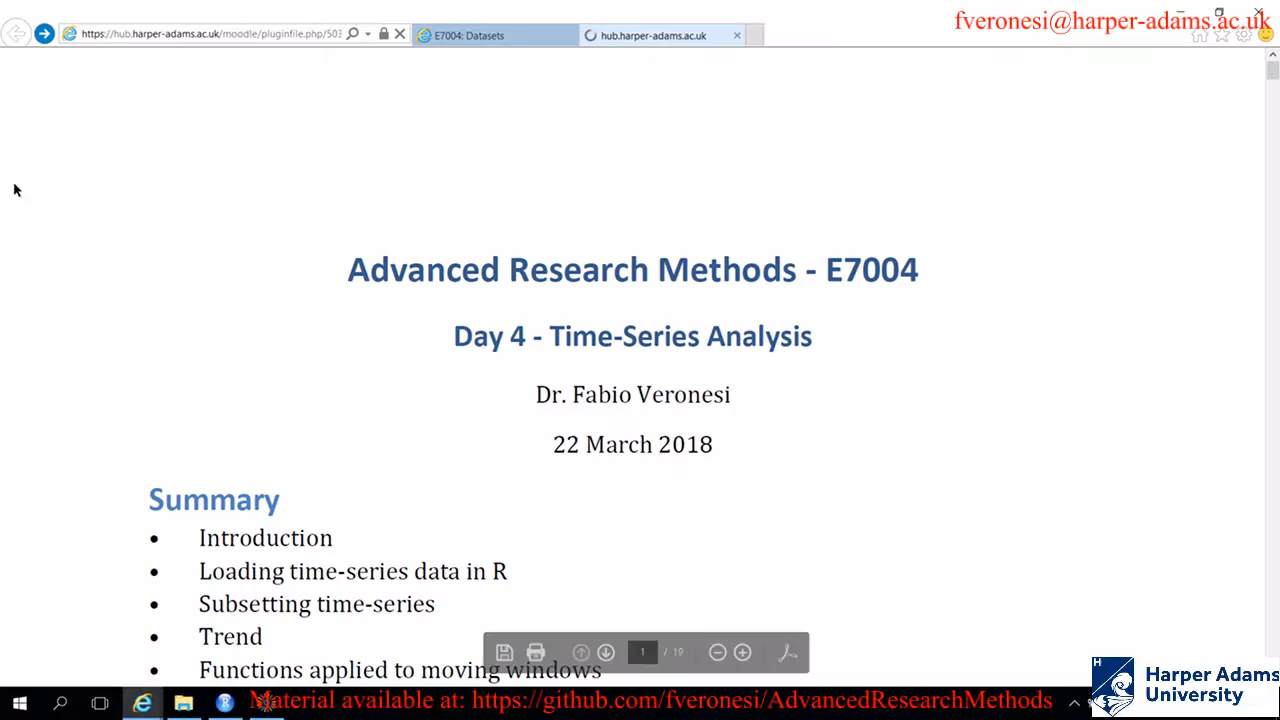 fveronesi@harper-adams.ac.uk
https://hub.harper-adams.ac.uk/moodle/pluginfile.php/503
E7004: Datasets
hub.harper-adams.ac.uk
Advanced Research Methods - E7004
Day 4 - Time-Series Analysis
Dr. Fabio Veronesi
22 March 2018
Summary
• Introduction
• Loading time-series data in R
• Subsetting time-series
• Trend
• Functions applied to moving windows
1 / 19
Material available at: https://github.com/fveronesi/AdvancedResearchMethods
H
Harper Adams
University